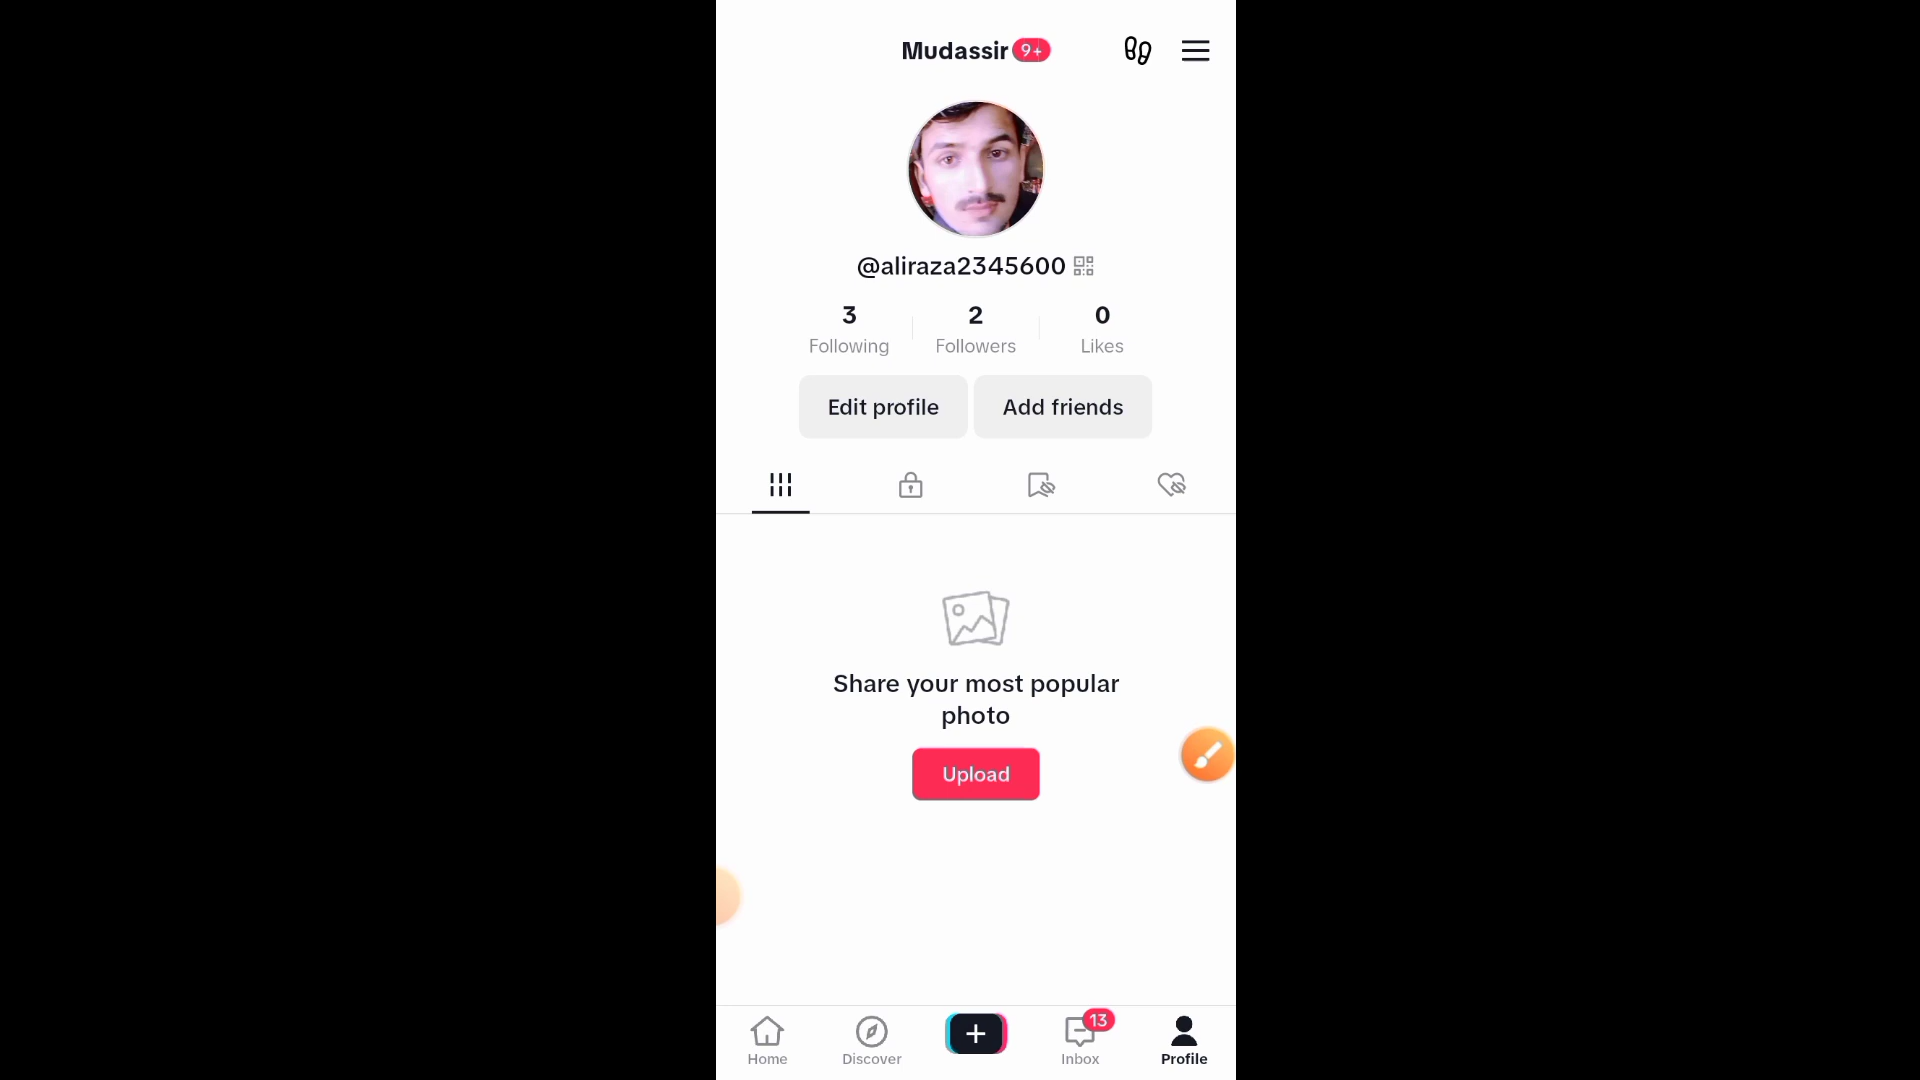 Mudassir 9+
@aliraza2345600
3 2 0
Following Followers Likes
Edit profile Add friends
Share your most popular
photo
Upload
13
Home Discover Inbox Profile